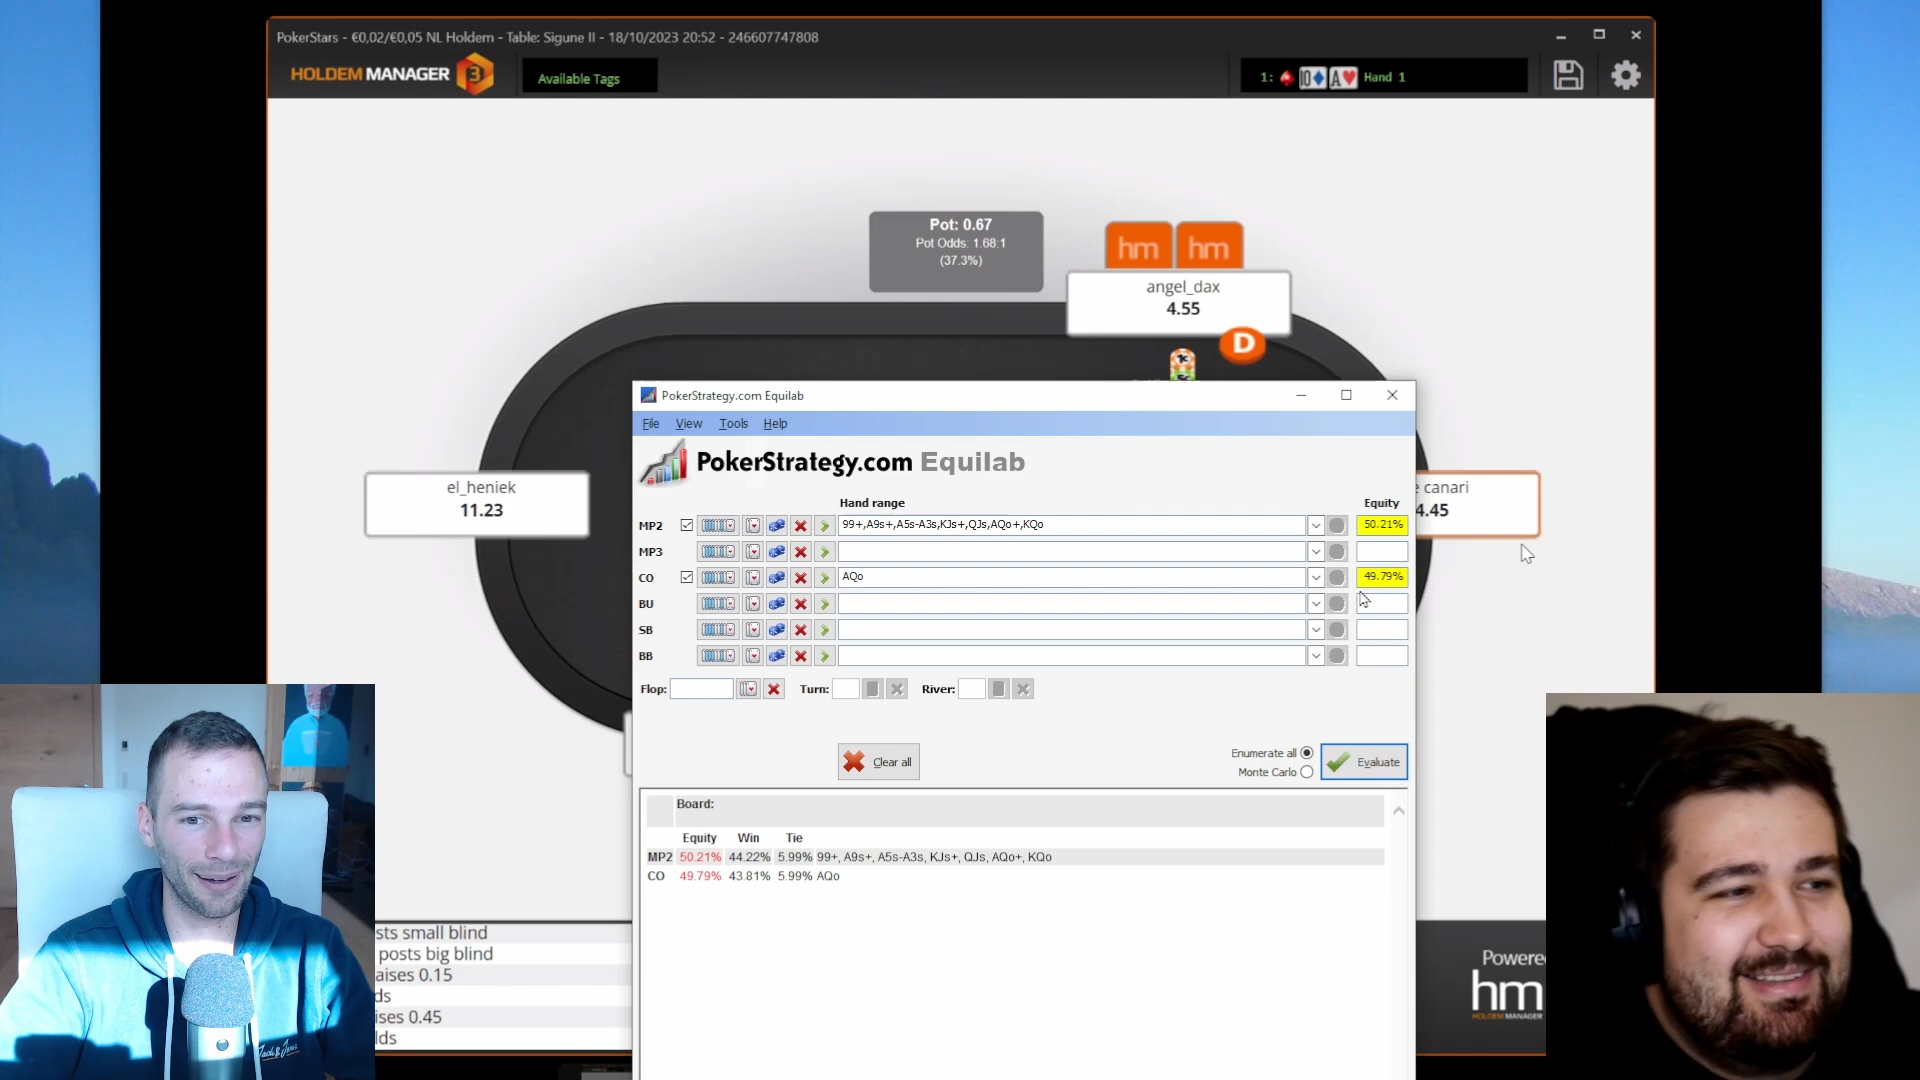 PokerStars - €0,02/€0,05 NL Holdem - Table: Sigune II - 18/10/2023 20:52 - 246607747808
HOLDEM MANAGER 3
Available Tags
1: 10 A Hand 1
Pot: 0.67
Pot Odds: 1.68:1
(37.3%)
hm hm
angel_dax
4.55
D
el_heniek
11.23
e canari
4.45
PokerStrategy.com Equilab
File View Tools Help
PokerStrategy.com Equilab
Hand range Equity
MP2 99+,A9s+,A5s-A3s,KJs+,QJs,AQo+,KQo 50.21%
MP3
CO AQo 49.79%
BU
SB
BB
Flop: Turn: River:
Clear all
Enumerate all
Monte Carlo
Evaluate
Board:
Equity Win Tie
MP2 50.21% 44.22% 5.99% 99+, A9s+, A5s-A3s, KJs+, QJs, AQo+, KQo
CO 49.79% 43.81% 5.99% AQo
sts small blind
posts big blind
aises 0.15
ds
ises 0.45
lds
Powere
hm
HOLDEM MANAGER
Jack & Jones